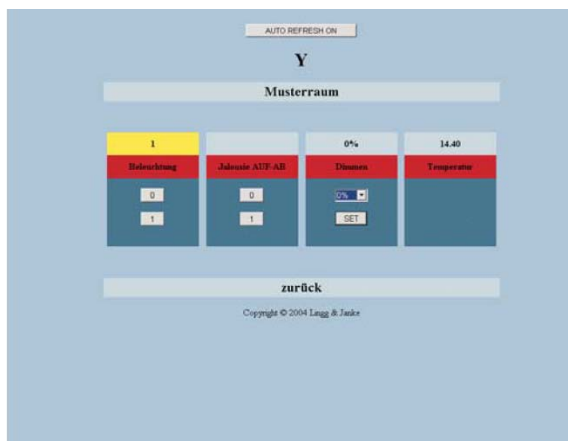 AUTO REFRESH ON
Y
Musterraum
1 0% 14.40
Beleuchtung Jalousie AUF-AB Dimmen Temperatur
0 0 0%
1 1 SET
zurück
Copyright © 2004 Lingg & Janke